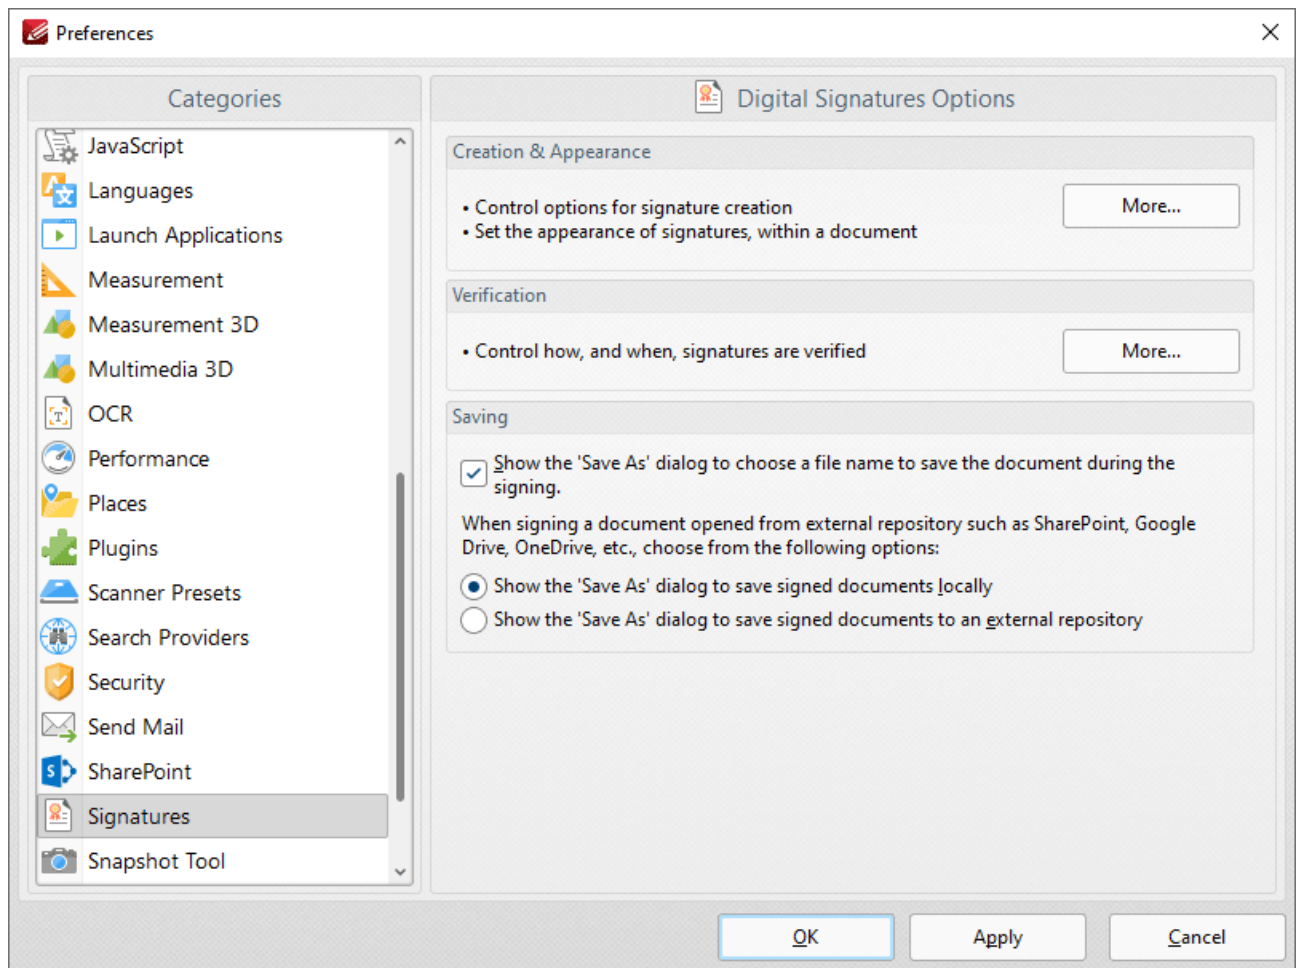 Preferences
Categories
JavaScript
Languages
Launch Applications
Measurement
Measurement 3D
Multimedia 3D
OCR
Performance
Places
Plugins
Scanner Presets
Search Providers
Security
Send Mail
SharePoint
Signatures
Snapshot Tool
Digital Signatures Options
Creation & Appearance
• Control options for signature creation
• Set the appearance of signatures, within a document
More...
Verification
• Control how, and when, signatures are verified
More...
Saving
Show the 'Save As' dialog to choose a file name to save the document during the
signing.
When signing a document opened from external repository such as SharePoint, Google
Drive, OneDrive, etc., choose from the following options:
Show the 'Save As' dialog to save signed documents locally
Show the 'Save As' dialog to save signed documents to an external repository
OK
Apply
Cancel